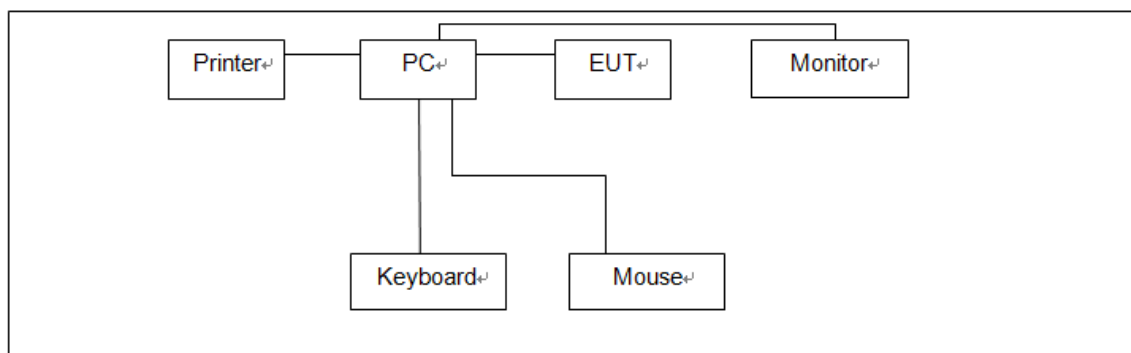 Printer
PC
EUT
Monitor
Keyboard
Mouse